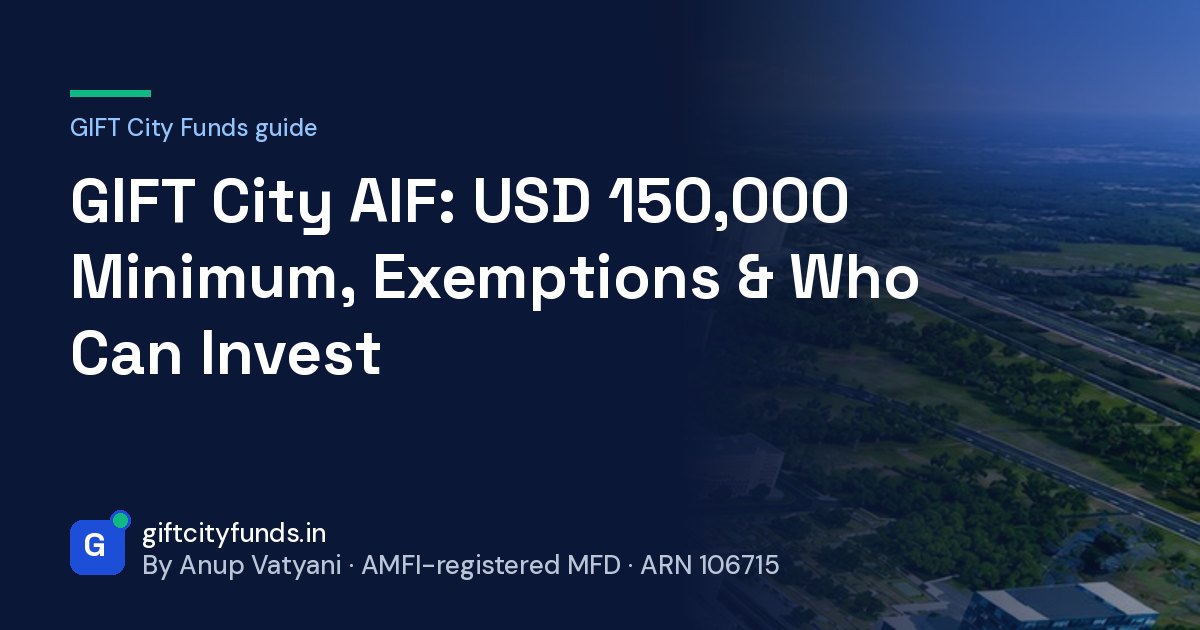 GIFT City Funds guide
GIFT City AIF: USD 150,000
Minimum, Exemptions & Who
Can Invest
G
giftcityfunds.in
By Anup Vatyani · AMFI-registered MFD · ARN 106715